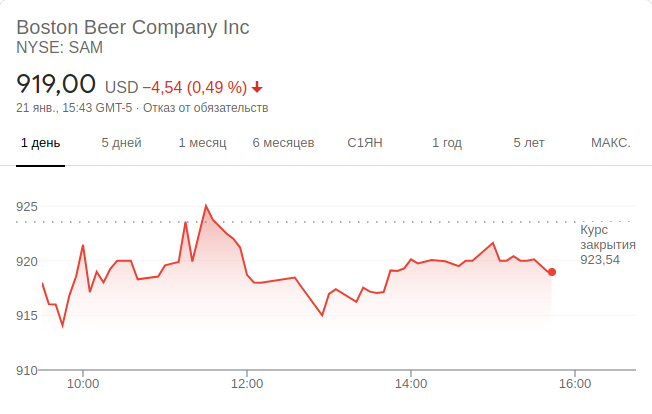 Boston Beer Company Inc
NYSE: SAM
919,00 USD −4,54 (0,49 %)
21 янв., 15:43 GMT-5 · Отказ от обязательств
1 день 5 дней 1 месяц 6 месяцев С1ЯН 1 год 5 лет МАКС.
925
Курс
закрытия
923,54
920
915
910
10:00 12:00 14:00 16:00